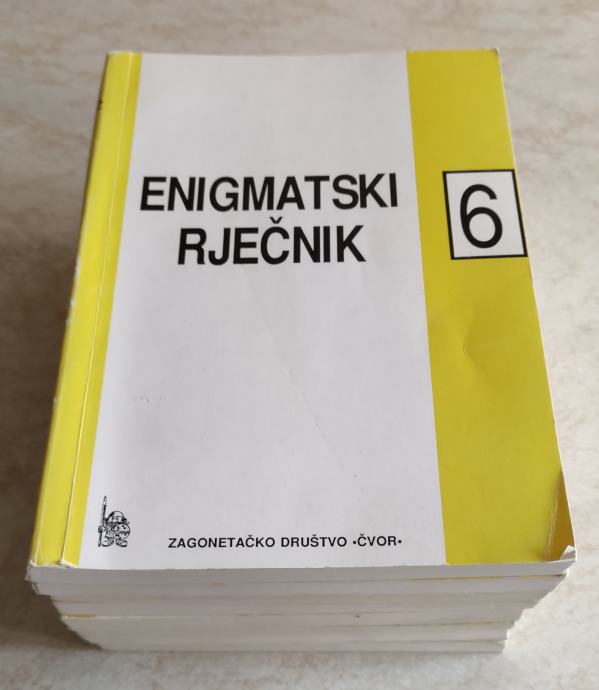 ENIGMATSKI
RJEČNIK
6
ZAGONETAČKO DRUŠTVO •ČVOR•